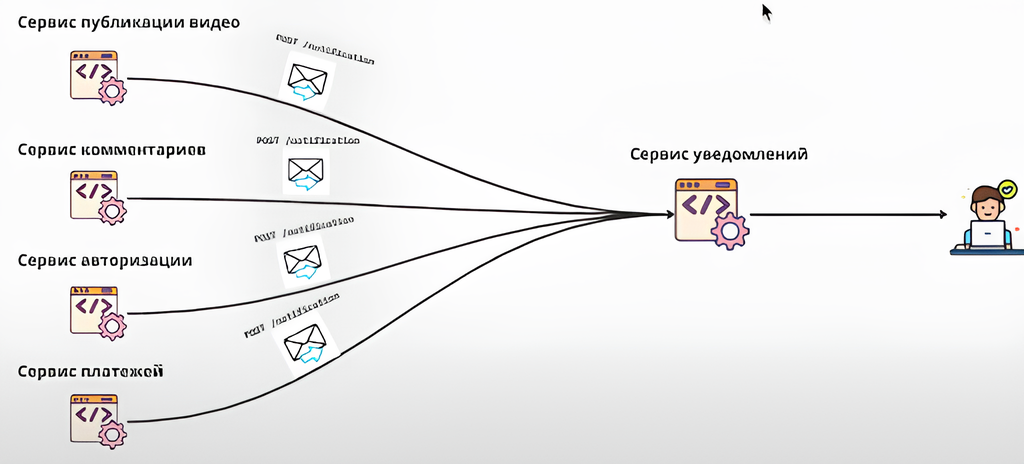 Сервис публикации видео
POST /notification
Сервис комментариев
POST /notification
Сервис уведомлений
POST /notification
Сервис авторизации
POST /notification
Сервис платежей